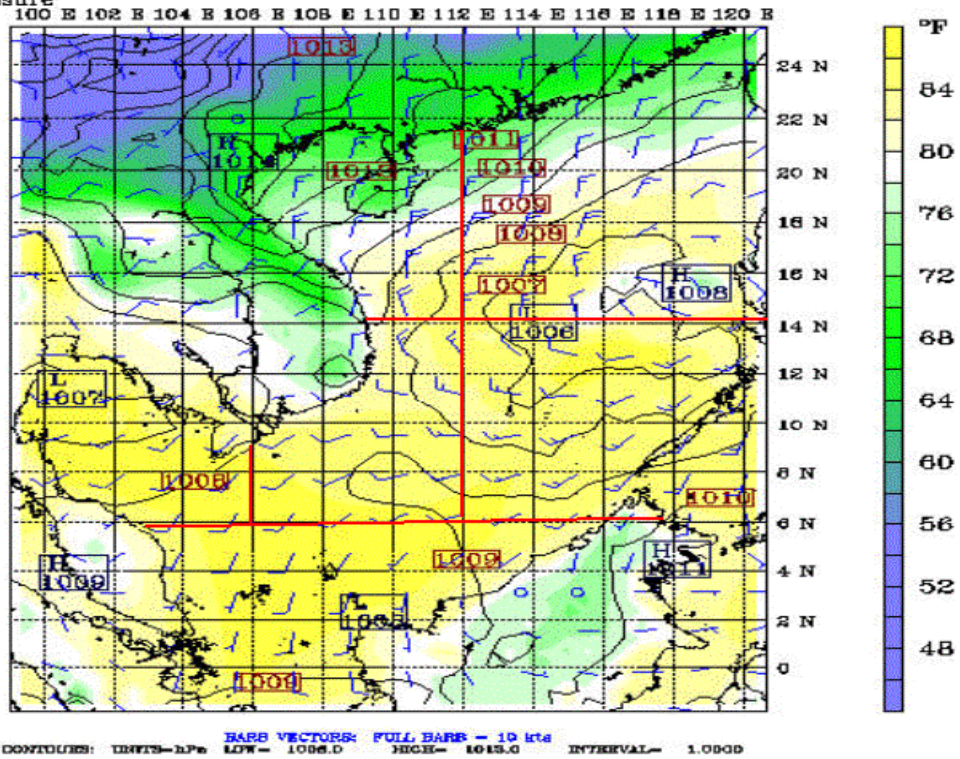 sure
100 E 102 E 104 E 106 E 108 E 110 E 112 E 114 E 116 E 118 E 120 E
°F
1013
24 N
84
22 N
H
1011
80
1013
1010
20 N
1009
76
18 N
1008
16 N
H
1008
72
1007
14 N
1006
68
L
1007
12 N
64
10 N
1008
8 N
60
1010
6 N
56
H
1009
1009
H
4 N
52
L
2 N
48
0
1009
BARB VECTORS: FULL BARB = 10 kts
CONTOURS: UNITS=hPa LOW= 1006.0 HIGH= 1013.0 INTERVAL= 1.0000